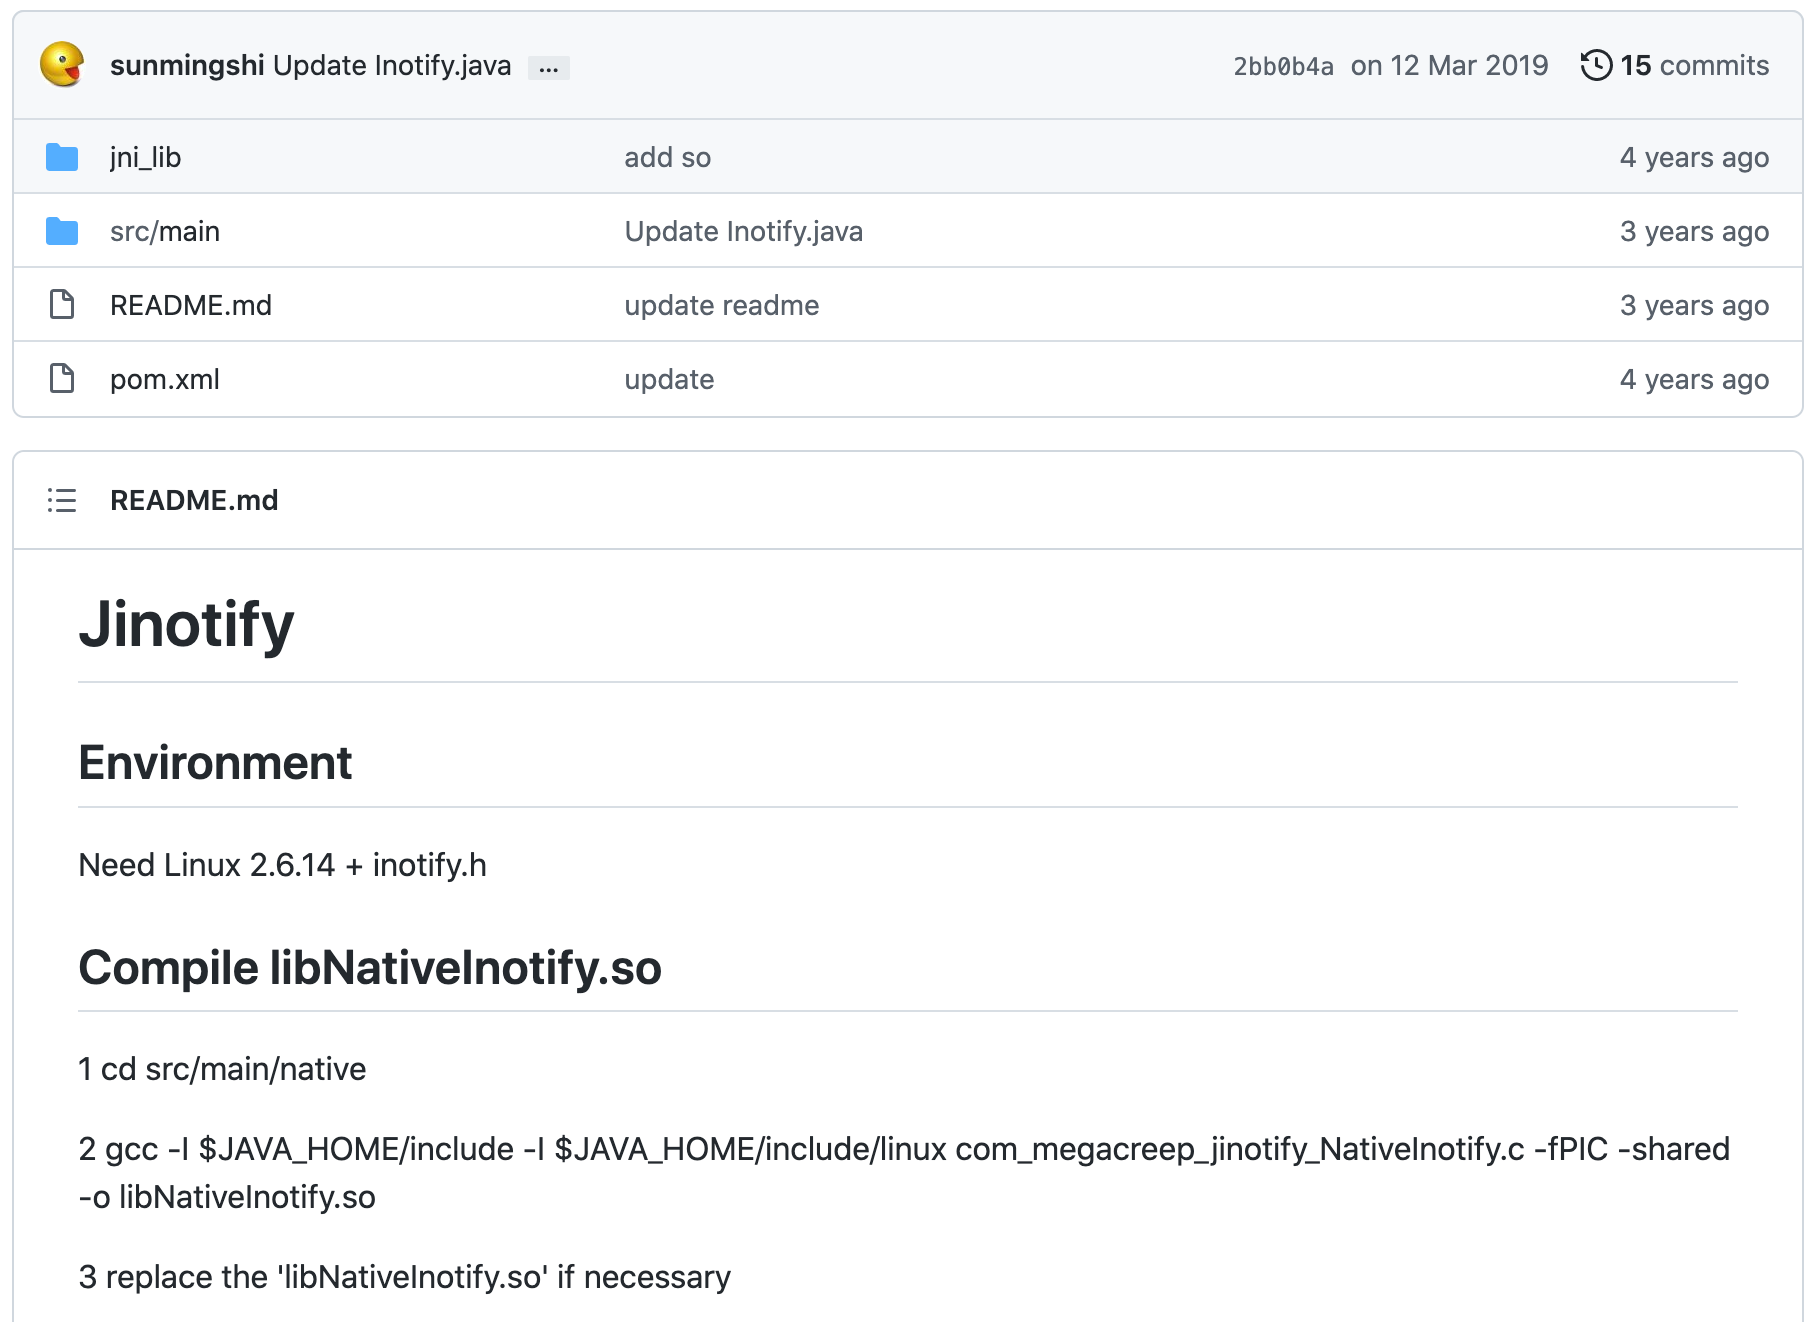 sunmingshi Update Inotify.java ... 2bb0b4a on 12 Mar 2019 15 commits
jni_lib add so 4 years ago
src/main Update Inotify.java 3 years ago
README.md update readme 3 years ago
pom.xml update 4 years ago
README.md
Jinotify
Environment
Need Linux 2.6.14 + inotify.h
Compile libNativeInotify.so
1 cd src/main/native
2 gcc -I $JAVA_HOME/include -I $JAVA_HOME/include/linux com_megacreep_jinotify_NativeInotify.c -fPIC -shared
-o libNativeInotify.so
3 replace the 'libNativeInotify.so' if necessary